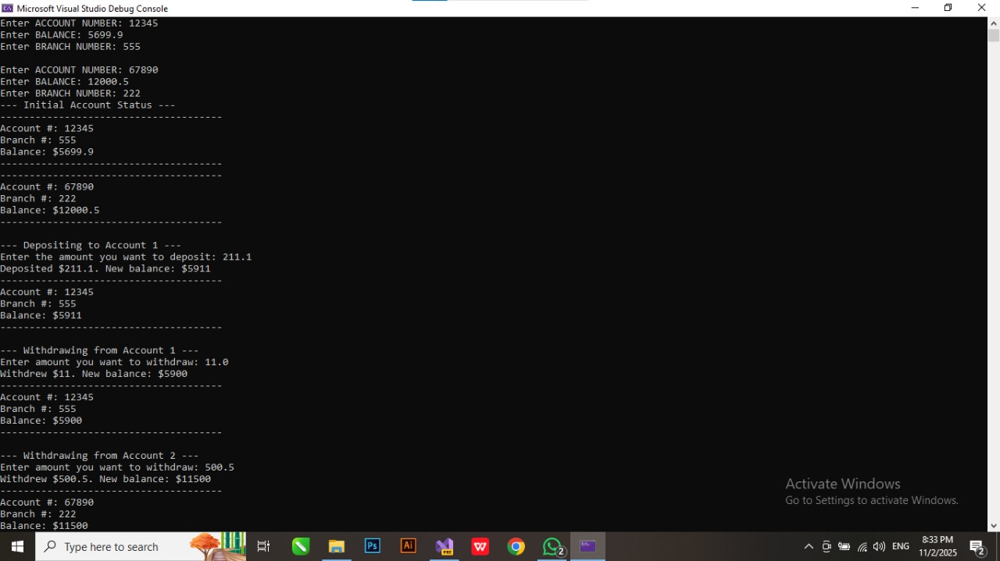 Microsoft Visual Studio Debug Console
Enter ACCOUNT NUMBER: 12345
Enter BALANCE: 5699.9
Enter BRANCH NUMBER: 555
Enter ACCOUNT NUMBER: 67890
Enter BALANCE: 12000.5
Enter BRANCH NUMBER: 222
--- Initial Account Status ---
--------------------------------------
Account #: 12345
Branch #: 555
Balance: $5699.9
--------------------------------------
--------------------------------------
Account #: 67890
Branch #: 222
Balance: $12000.5
--------------------------------------
--- Depositing to Account 1 ---
Enter the amount you want to deposit: 211.1
Deposited $211.1. New balance: $5911
--------------------------------------
Account #: 12345
Branch #: 555
Balance: $5911
--------------------------------------
--- Withdrawing from Account 1 ---
Enter amount you want to withdraw: 11.0
Withdrew $11. New balance: $5900
--------------------------------------
Account #: 12345
Branch #: 555
Balance: $5900
--------------------------------------
--- Withdrawing from Account 2 ---
Enter amount you want to withdraw: 500.5
Withdrew $500.5. New balance: $11500
--------------------------------------
Account #: 67890
Branch #: 222
Balance: $11500
Activate Windows
Go to Settings to activate Windows.
Type here to search
Ps
Ai
PRE
W
2
ENG
8:33 PM
11/2/2025
2